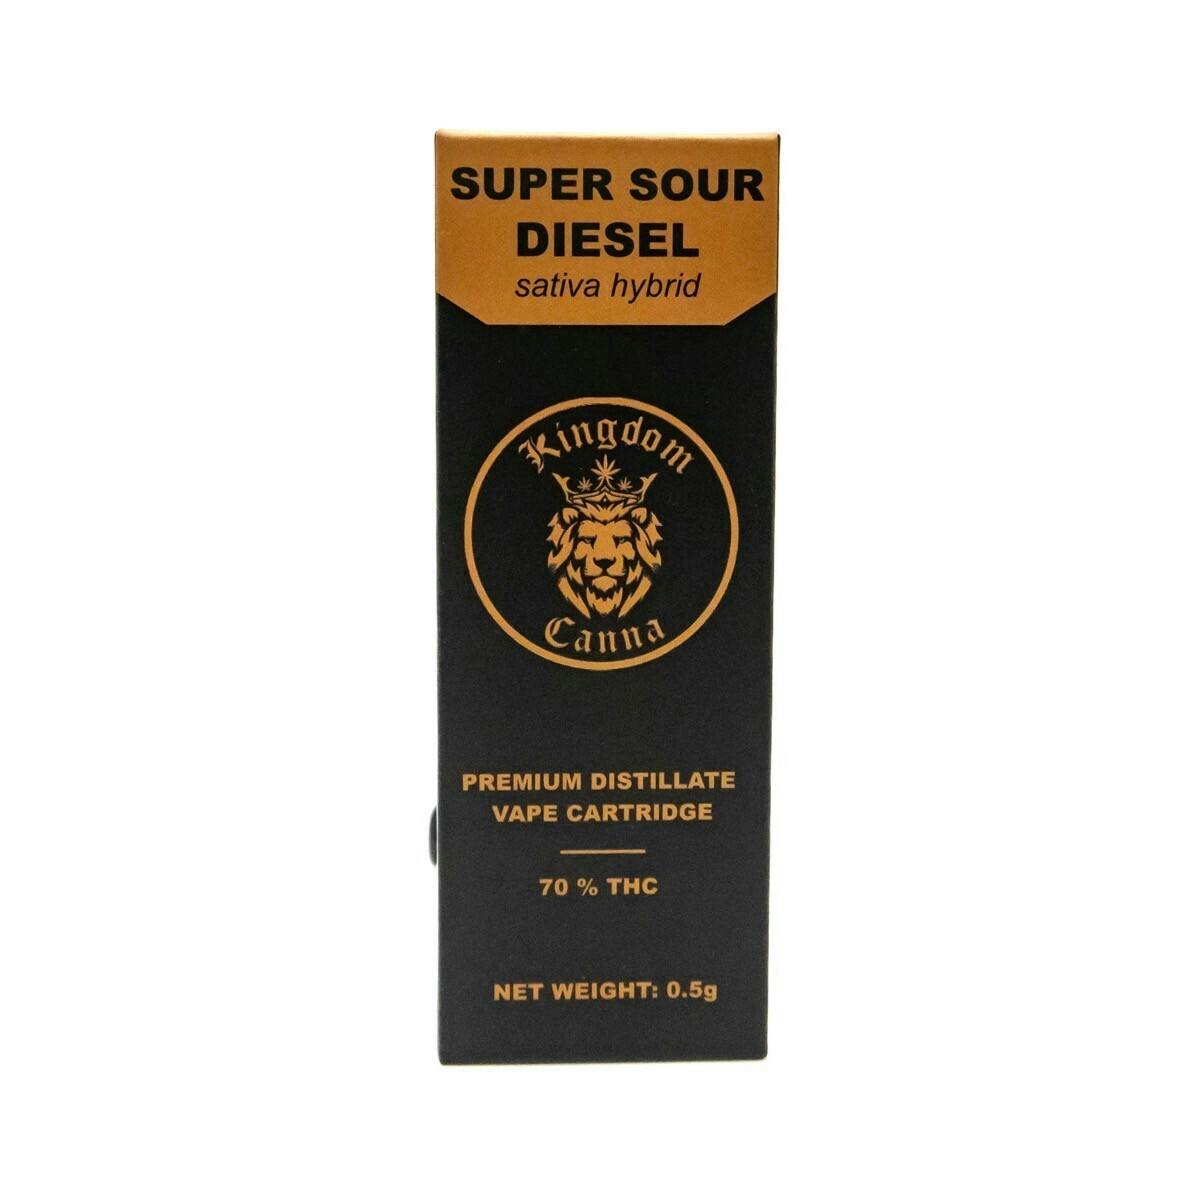 SUPER SOUR
DIESEL
sativa hybrid
Kingdom
Canna
PREMIUM DISTILLATE
VAPE CARTRIDGE
70 % THC
NET WEIGHT: 0.5g